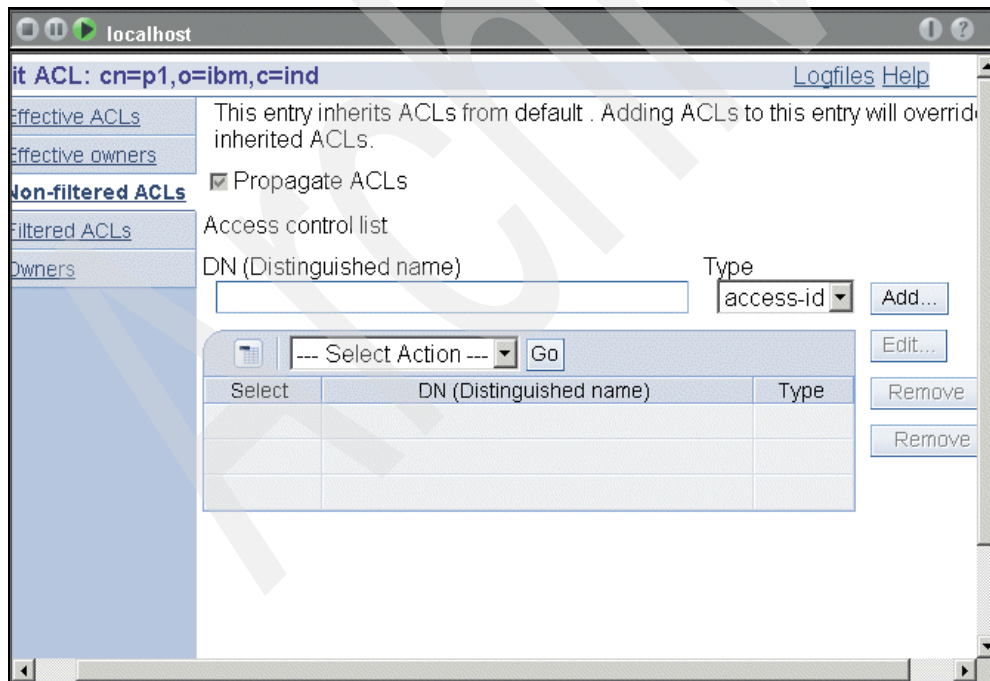 localhost
it ACL: cn=p1,o=ibm,c=ind
Logfiles Help
Effective ACLs
Effective owners
Non-filtered ACLs
Filtered ACLs
Owners
This entry inherits ACLs from default . Adding ACLs to this entry will override
inherited ACLs.
Propagate ACLs
Access control list
DN (Distinguished name)
Type
access-id
Add...
--- Select Action ---
Go
Edit...
Select
DN (Distinguished name)
Type
Remove
Remove